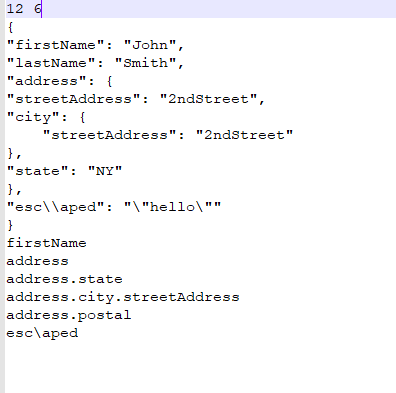 12 6
{
"firstName": "John",
"lastName": "Smith",
"address": {
"streetAddress": "2ndStreet",
"city": {
    "streetAddress": "2ndStreet"
},
"state": "NY"
},
"esc\\aped": "\"hello\""
}
firstName
address
address.state
address.city.streetAddress
address.postal
esc\aped